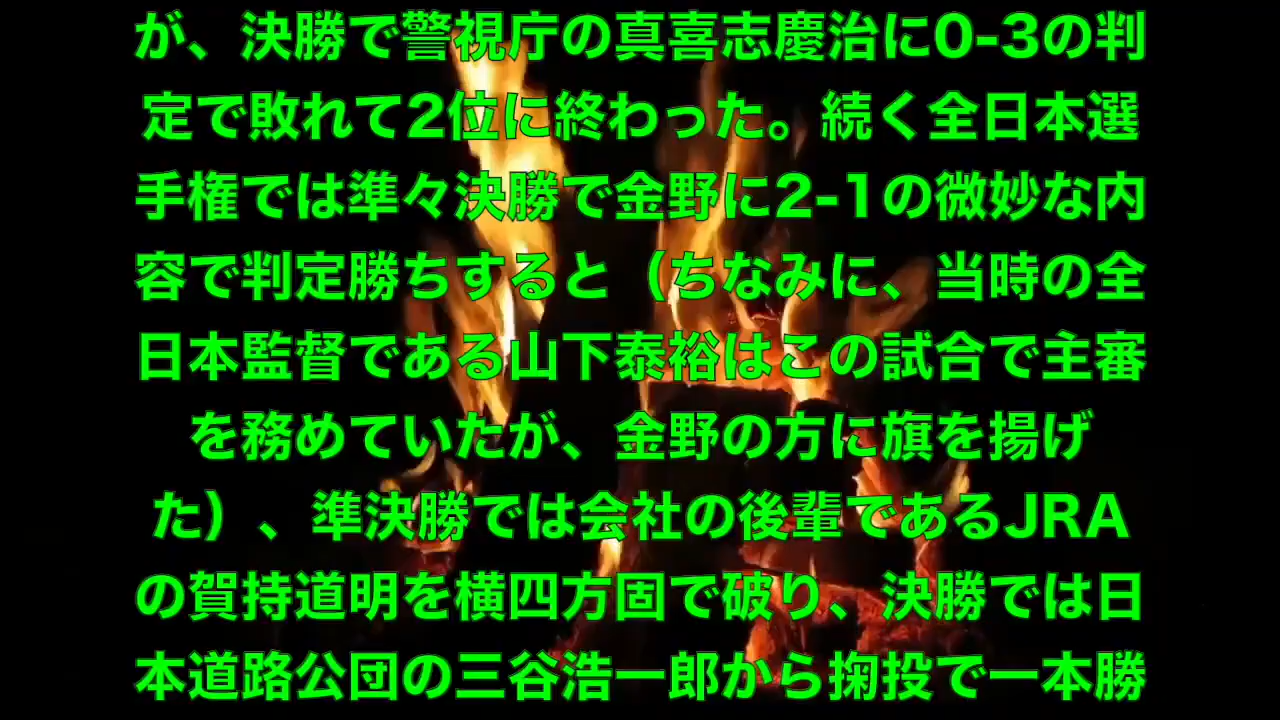 が、決勝で警視庁の真喜志慶治に0-3の判
定で敗れて2位に終わった。続く全日本選
手権では準々決勝で金野に2-1の微妙な内
容で判定勝ちすると（ちなみに、当時の全
日本監督である山下泰裕はこの試合で主審
を務めていたが、金野の方に旗を揚げ
た）、準決勝では会社の後輩であるJRA
の賀持道明を横四方固で破り、決勝では日
本道路公団の三谷浩一郎から掬投で一本勝